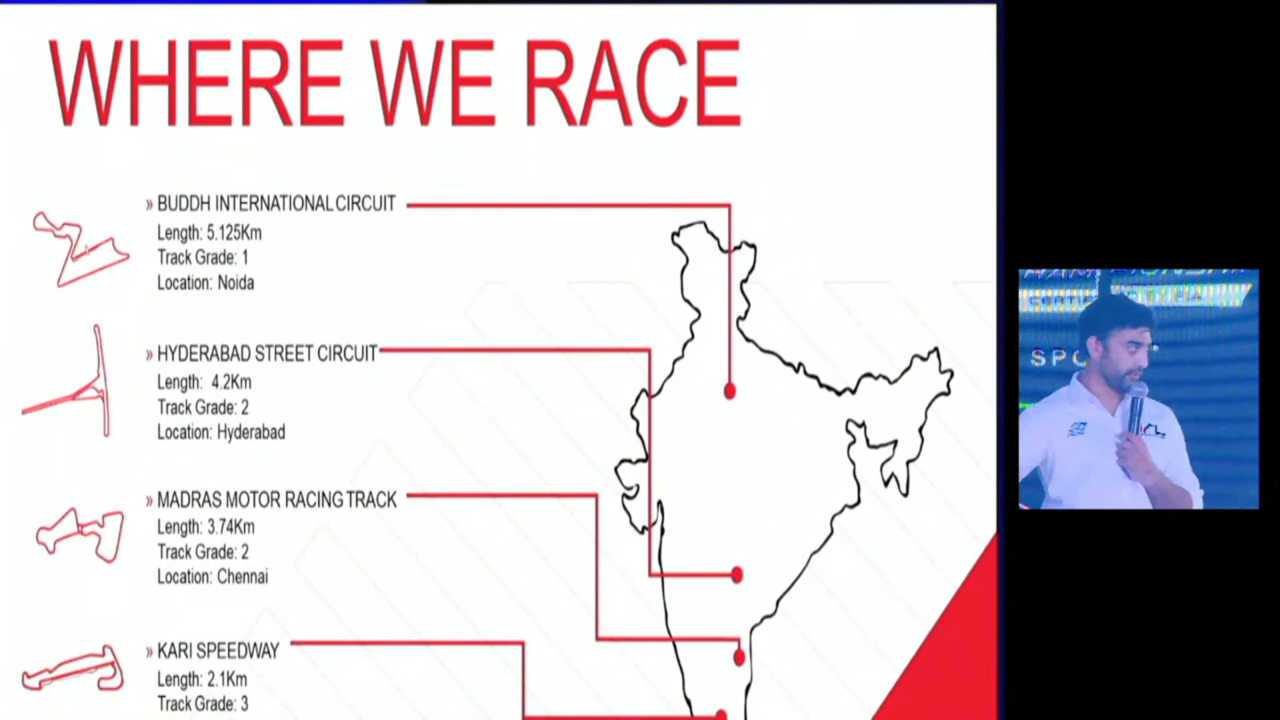 WHERE WE RACE
» BUDDH INTERNATIONAL CIRCUIT
Length: 5.125Km
Track Grade: 1
Location: Noida
» HYDERABAD STREET CIRCUIT
Length: 4.2Km
Track Grade: 2
Location: Hyderabad
» MADRAS MOTOR RACING TRACK
Length: 3.74Km
Track Grade: 2
Location: Chennai
» KARI SPEEDWAY
Length: 2.1Km
Track Grade: 3